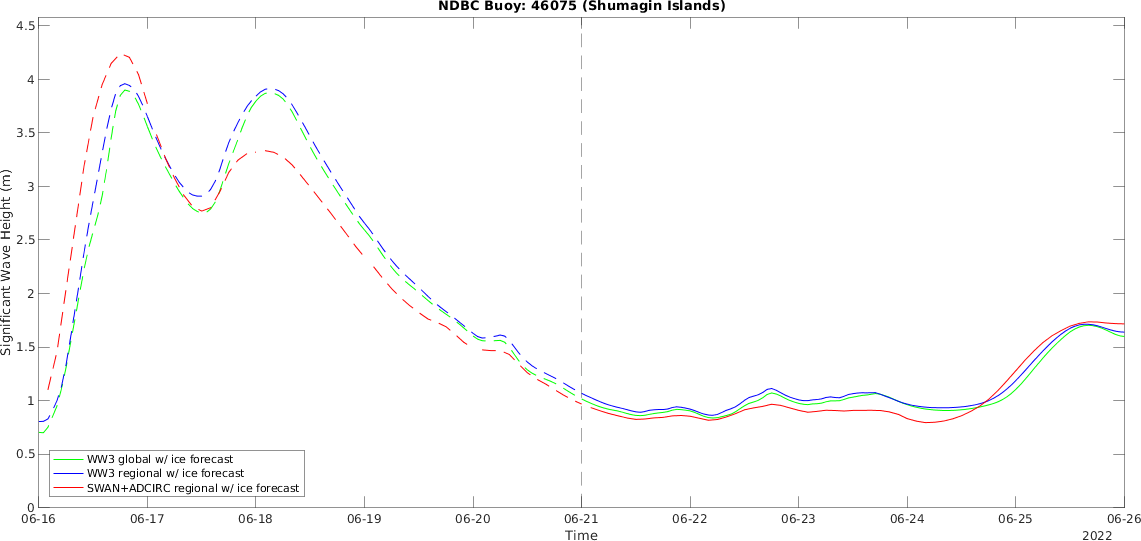 NDBC Buoy: 46075 (Shumagin Islands)
4.5
4
3.5
3
2.5
2
1.5
1
0.5
0
Significant Wave Height (m)
WW3 global w/ ice forecast
WW3 regional w/ ice forecast
SWAN+ADCIRC regional w/ ice forecast
06-16 06-17 06-18 06-19 06-20 06-21 06-22 06-23 06-24 06-25 06-26
Time
2022